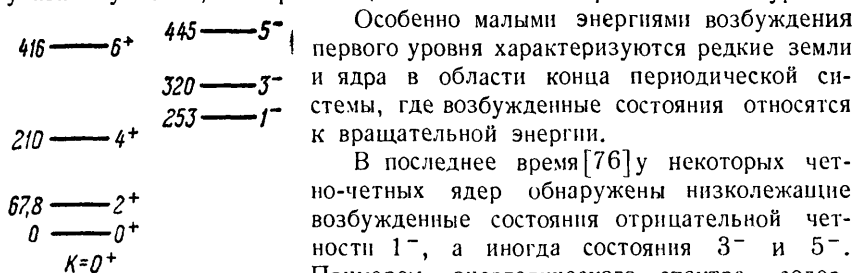 416 6⁺
445 5⁻
320 3⁻
253 1⁻
210 4⁺
67,8 2⁺
0 0⁺
K=0⁺
Особенно малыми энергиями возбуждения
первого уровня характеризуются редкие земли
и ядра в области конца периодической си-
стемы, где возбужденные состояния относятся
к вращательной энергии.
В последнее время [76] у некоторых чет-
но-четных ядер обнаружены низколежащие
возбужденные состояния отрицательной чет-
ности 1⁻, а иногда состояния 3⁻ и 5⁻.